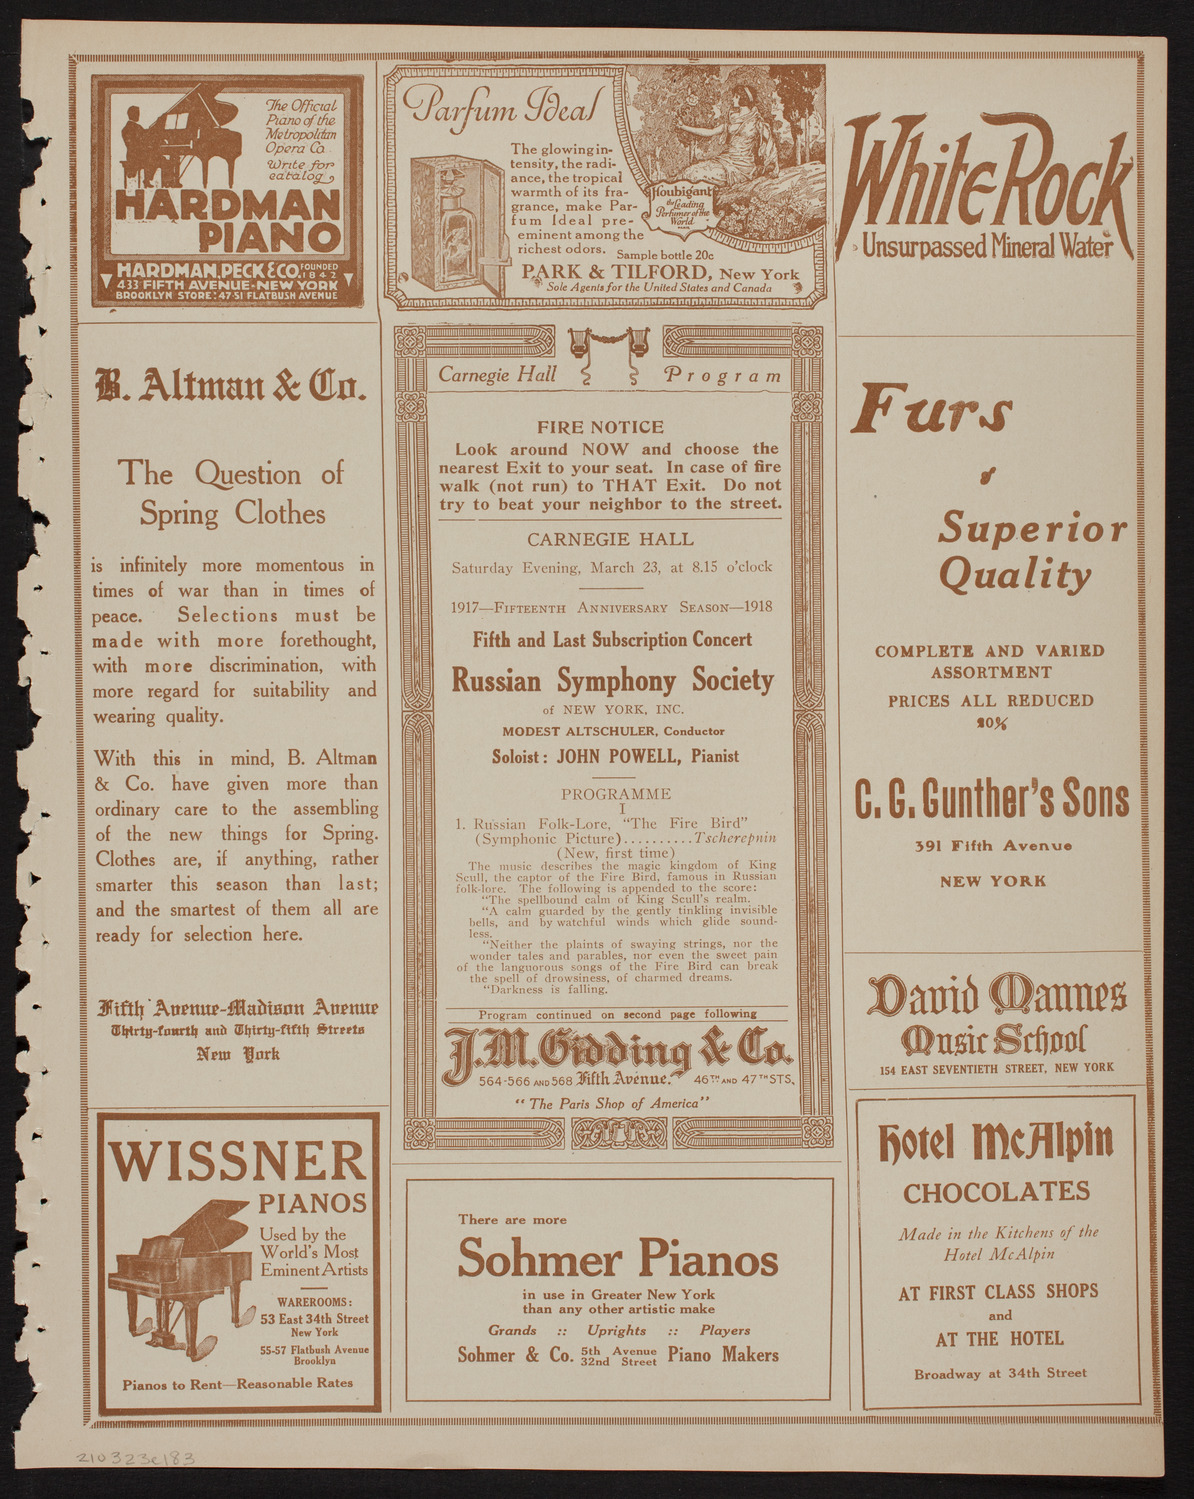 The Official
Piano of the
Metropolitan
Opera Co.
Write for
catalog
HARDMAN
PIANO
HARDMAN, PECK & CO. FOUNDED 1842
433 FIFTH AVENUE-NEW YORK
BROOKLYN STORE: 47-51 FLATBUSH AVENUE
Parfum Ideal
The glowing in-
tensity, the radi-
ance, the tropical
warmth of its fra-
grance, make Par-
fum Ideal pre-
eminent among the
richest odors.
Sample bottle 20c
Houbigant
the Leading
Perfumer of the
World
PARIS
PARK & TILFORD, New York
Sole Agents for the United States and Canada
White Rock
Unsurpassed Mineral Water
B. Altman & Co.
The Question of
Spring Clothes
is infinitely more momentous in
times of war than in times of
peace. Selections must be
made with more forethought,
with more discrimination, with
more regard for suitability and
wearing quality.
With this in mind, B. Altman
& Co. have given more than
ordinary care to the assembling
of the new things for Spring.
Clothes are, if anything, rather
smarter this season than last;
and the smartest of them all are
ready for selection here.
Fifth Avenue-Madison Avenue
Thirty-fourth and Thirty-fifth Streets
New York
WISSNER
PIANOS
Used by the
World's Most
Eminent Artists
WAREROOMS:
53 East 34th Street
New York
55-57 Flatbush Avenue
Brooklyn
Pianos to Rent—Reasonable Rates
Carnegie Hall Program
FIRE NOTICE
Look around NOW and choose the
nearest Exit to your seat. In case of fire
walk (not run) to THAT Exit. Do not
try to beat your neighbor to the street.
CARNEGIE HALL
Saturday Evening, March 23, at 8.15 o'clock
1917—FIFTEENTH ANNIVERSARY SEASON—1918
Fifth and Last Subscription Concert
Russian Symphony Society
of NEW YORK, INC.
MODEST ALTSCHULER, Conductor
Soloist: JOHN POWELL, Pianist
PROGRAMME
I
1. Russian Folk-Lore, "The Fire Bird"
(Symphonic Picture)..........Tscherepnin
(New, first time)
The music describes the magic kingdom of King
Scull, the captor of the Fire Bird, famous in Russian
folk-lore. The following is appended to the score:
"The spellbound calm of King Scull's realm.
"A calm guarded by the gently tinkling invisible
bells, and by watchful winds which glide sound-
less.
"Neither the plaints of swaying strings, nor the
wonder tales and parables, nor even the sweet pain
of the languorous songs of the Fire Bird can break
the spell of drowsiness, of charmed dreams.
"Darkness is falling.
Program continued on second page following
J.M. Gidding & Co.
564-566 AND 568 Fifth Avenue. 46TH AND 47TH STS.
"The Paris Shop of America"
There are more
Sohmer Pianos
in use in Greater New York
than any other artistic make
Grands :: Uprights :: Players
Sohmer & Co. 5th Avenue 32nd Street Piano Makers
Furs
of
Superior
Quality
COMPLETE AND VARIED
ASSORTMENT
PRICES ALL REDUCED
20%
C. G. Gunther's Sons
391 Fifth Avenue
NEW YORK
David Mannes
Music School
154 EAST SEVENTIETH STREET, NEW YORK
Hotel McAlpin
CHOCOLATES
Made in the Kitchens of the
Hotel McAlpin
AT FIRST CLASS SHOPS
and
AT THE HOTEL
Broadway at 34th Street
210323e183